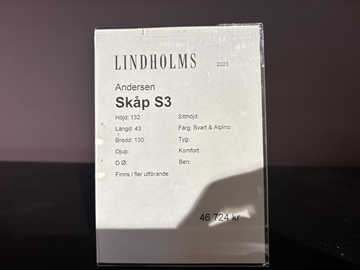 LINDHOLMS 2023
Andersen
Skåp S3
Höjd: 132 Sitthöjd:
Längd: 43 Färg: Svart & Alpino
Bredd: 130 Tyg:
Djup: Komfort:
D Ø: Ben:
Finns i fler utförande
46 724 kr